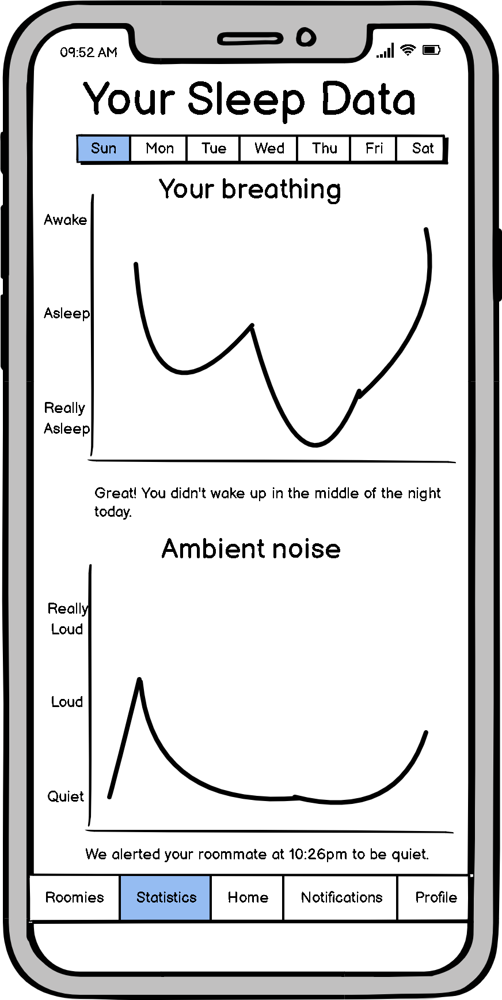 09:52 AM
Your Sleep Data
Sun Mon Tue Wed Thu Fri Sat
Your breathing
Awake
Asleep
Really
Asleep
Great! You didn't wake up in the middle of the night
today.
Ambient noise
Really
Loud
Loud
Quiet
We alerted your roommate at 10:26pm to be quiet.
Roomies Statistics Home Notifications Profile